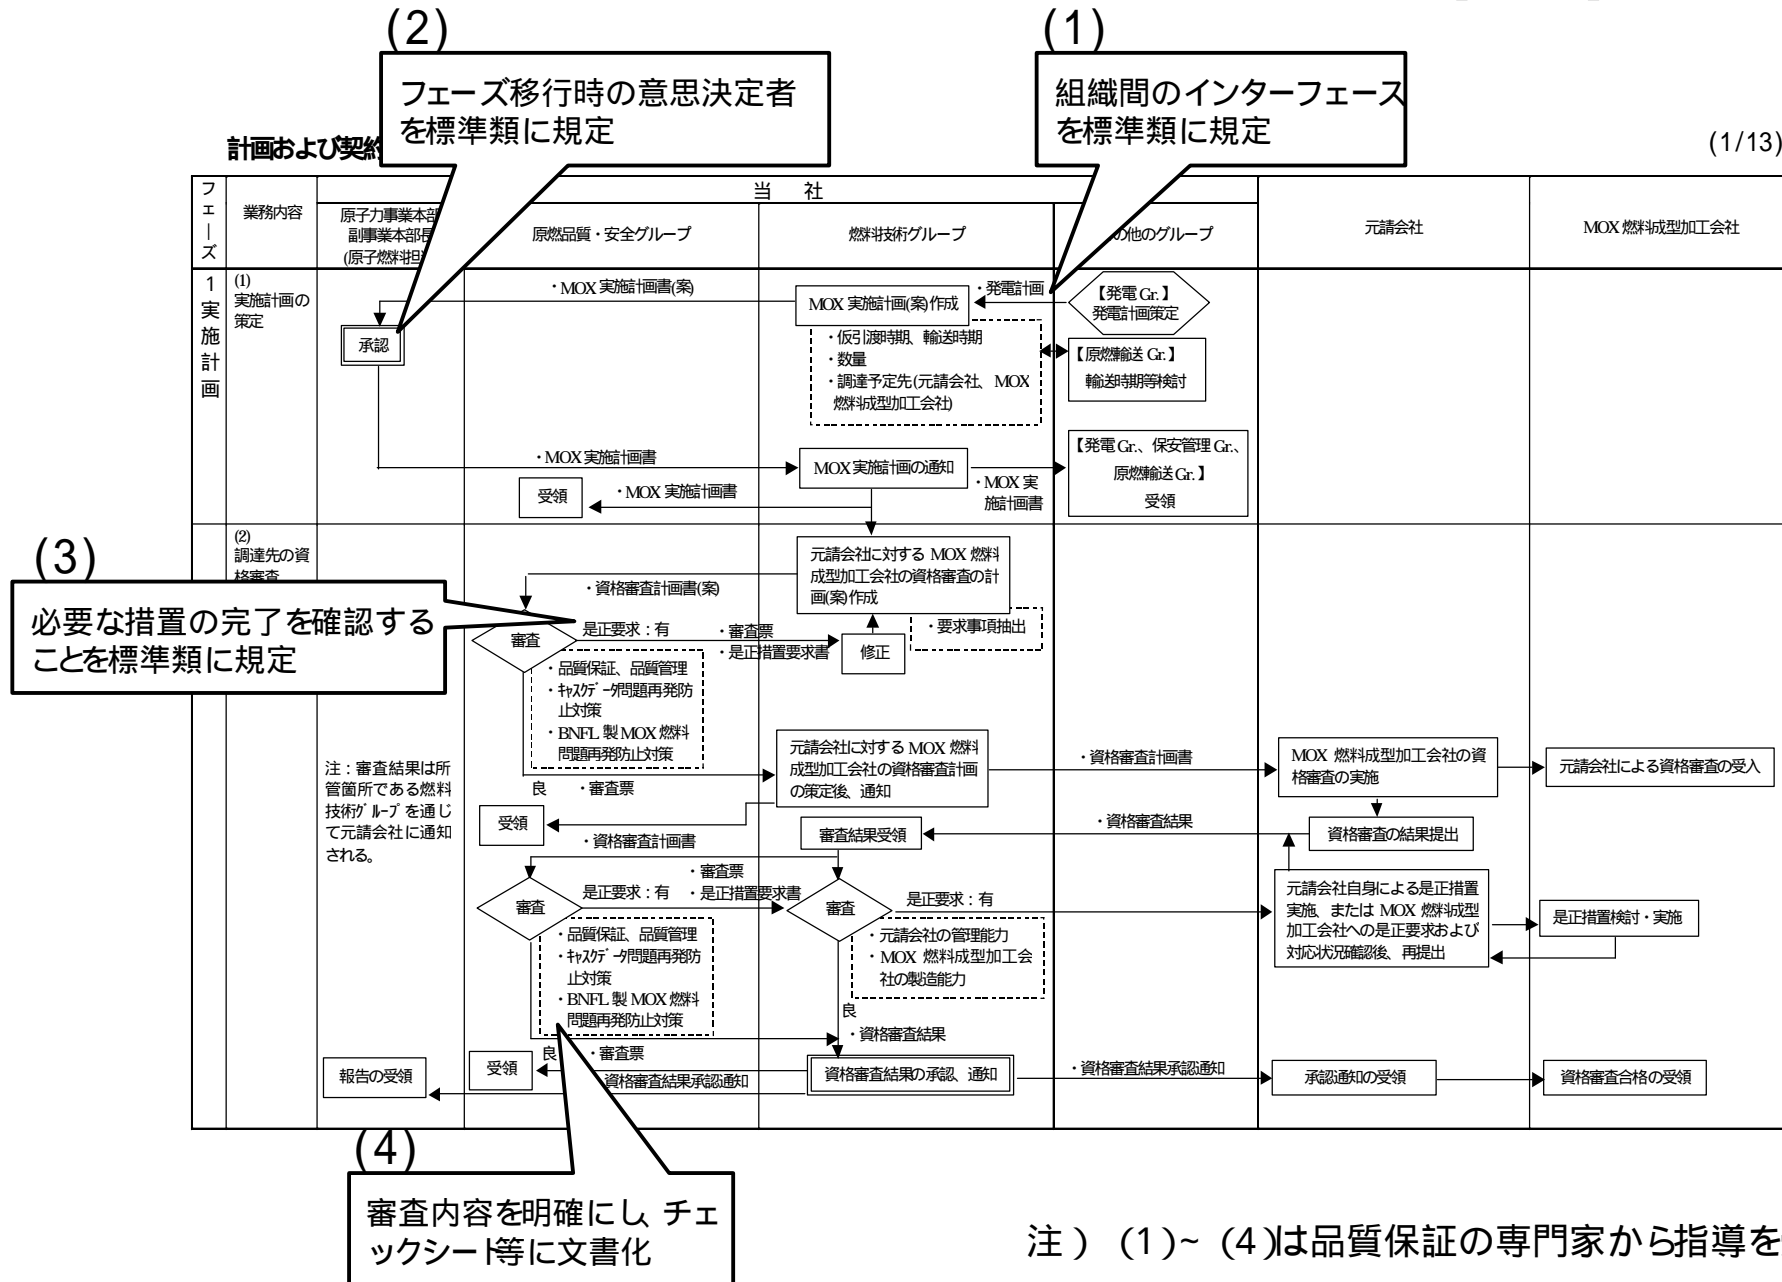 (2)
(1)
フェーズ移行時の意思決定者
を標準類に規定
組織間のインターフェース
を標準類に規定
計画および契約
(1/13)
フェーズ
業務内容
当 社
原子力事業本部
副事業本部長
(原子燃料担
原燃品質・安全グループ
燃料技術グループ
の他のグループ
元請会社
MOX 燃料成型加工会社
1 実施計画
(1)
実施計画の
策定
・MOX 実施計画書(案)
MOX 実施計画(案)作成
・発電計画
【発電 Gr.】
発電計画策定
承認
・仮引渡時期、輸送時期
・数量
・調達予定先(元請会社、MOX
燃料成型加工会社)
【原燃輸送 Gr.】
輸送時期等検討
・MOX 実施計画書
MOX 実施計画の通知
・MOX 実
施計画書
【発電 Gr.、保安管理 Gr.、
原燃輸送 Gr.】
受領
受領
・MOX 実施計画書
(3)
(2)
調達先の資
格審査
必要な措置の完了を確認する
ことを標準類に規定
・資格審査計画書(案)
元請会社に対する MOX 燃料
成型加工会社の資格審査の計
画(案)作成
・要求事項抽出
審査
是正要求：有
・審査票
・是正措置要求書
修正
・品質保証、品質管理
・ｷｬｽｸﾃﾞｰﾀ問題再発防
止対策
・BNFL 製 MOX 燃料
問題再発防止対策
注：審査結果は所
管箇所である燃料
技術ｸﾞﾙｰﾌﾟを通じ
て元請会社に通知
される。
良
・審査票
元請会社に対する MOX 燃料
成型加工会社の資格審査計画
の策定後、通知
・資格審査計画書
MOX 燃料成型加工会社の資
格審査の実施
元請会社による資格審査の受入
受領
・資格審査計画書
審査結果受領
・資格審査結果
資格審査の結果提出
審査
是正要求：有
・審査票
・是正措置要求書
審査
是正要求：有
元請会社自身による是正措置
実施、または MOX 燃料成型
加工会社への是正要求および
対応状況確認後、再提出
是正措置検討・実施
・品質保証、品質管理
・ｷｬｽｸﾃﾞｰﾀ問題再発防
止対策
・BNFL 製 MOX 燃料
問題再発防止対策
・元請会社の管理能力
・MOX 燃料成型加工会
社の製造能力
良
・資格審査結果
良
・審査票
受領
報告の受領
資格審査結果承認通知
資格審査結果の承認、通知
・資格審査結果承認通知
承認通知の受領
資格審査合格の受領
(4)
審査内容を明確にし、チェ
ックシート等に文書化
注） (1)~ (4)は品質保証の専門家から指導を